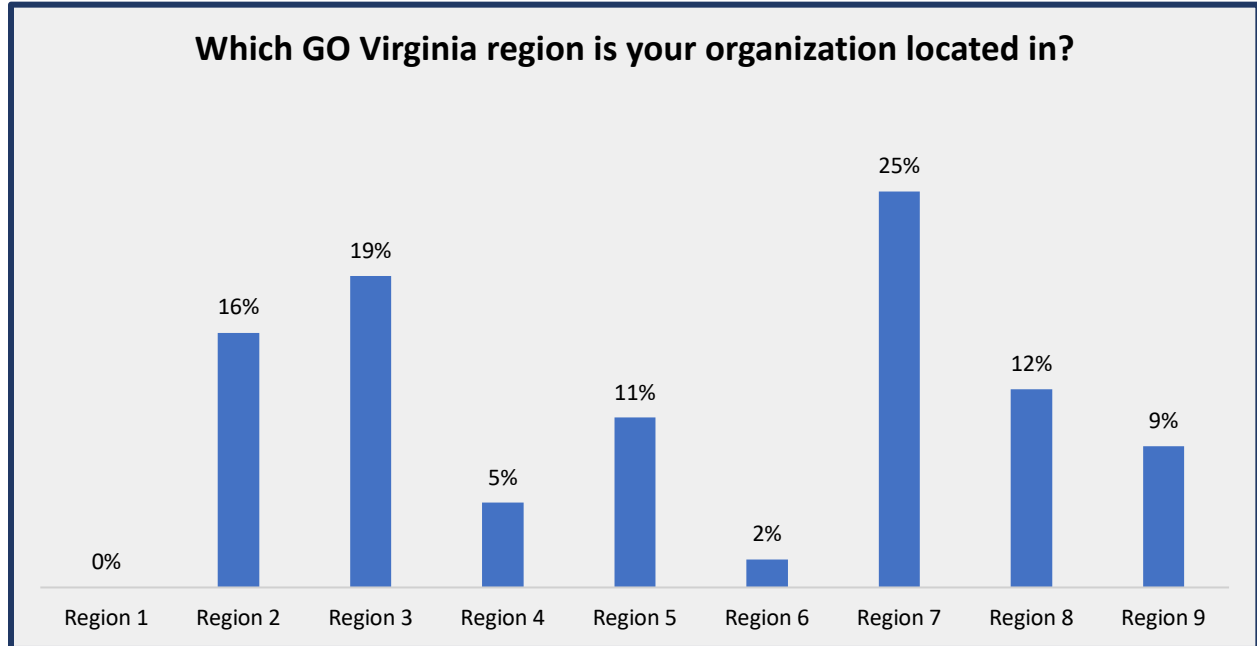 Which GO Virginia region is your organization located in?
0%
16%
19%
5%
11%
2%
25%
12%
9%
Region 1
Region 2
Region 3
Region 4
Region 5
Region 6
Region 7
Region 8
Region 9